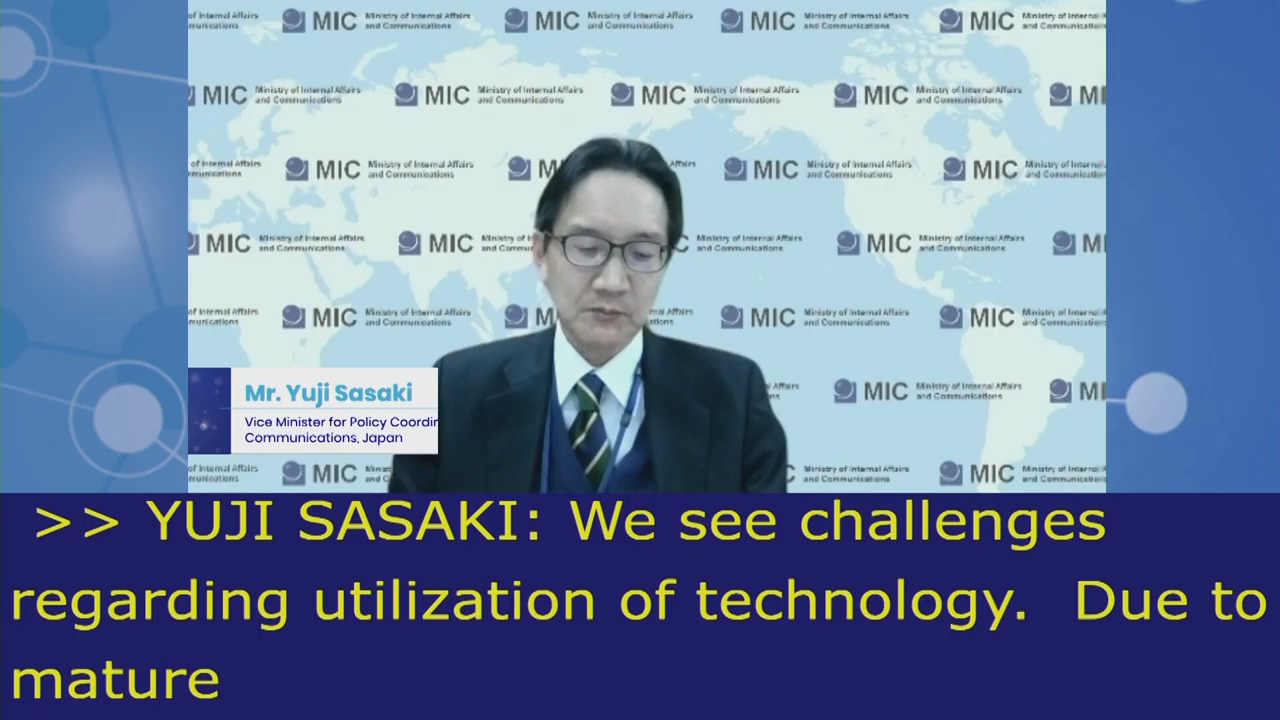 MIC Ministry of Internal Affairs and Communications
Mr. Yuji Sasaki
Vice Minister for Policy Coordin
Communications, Japan
>> YUJI SASAKI: We see challenges
regarding utilization of technology. Due to
mature